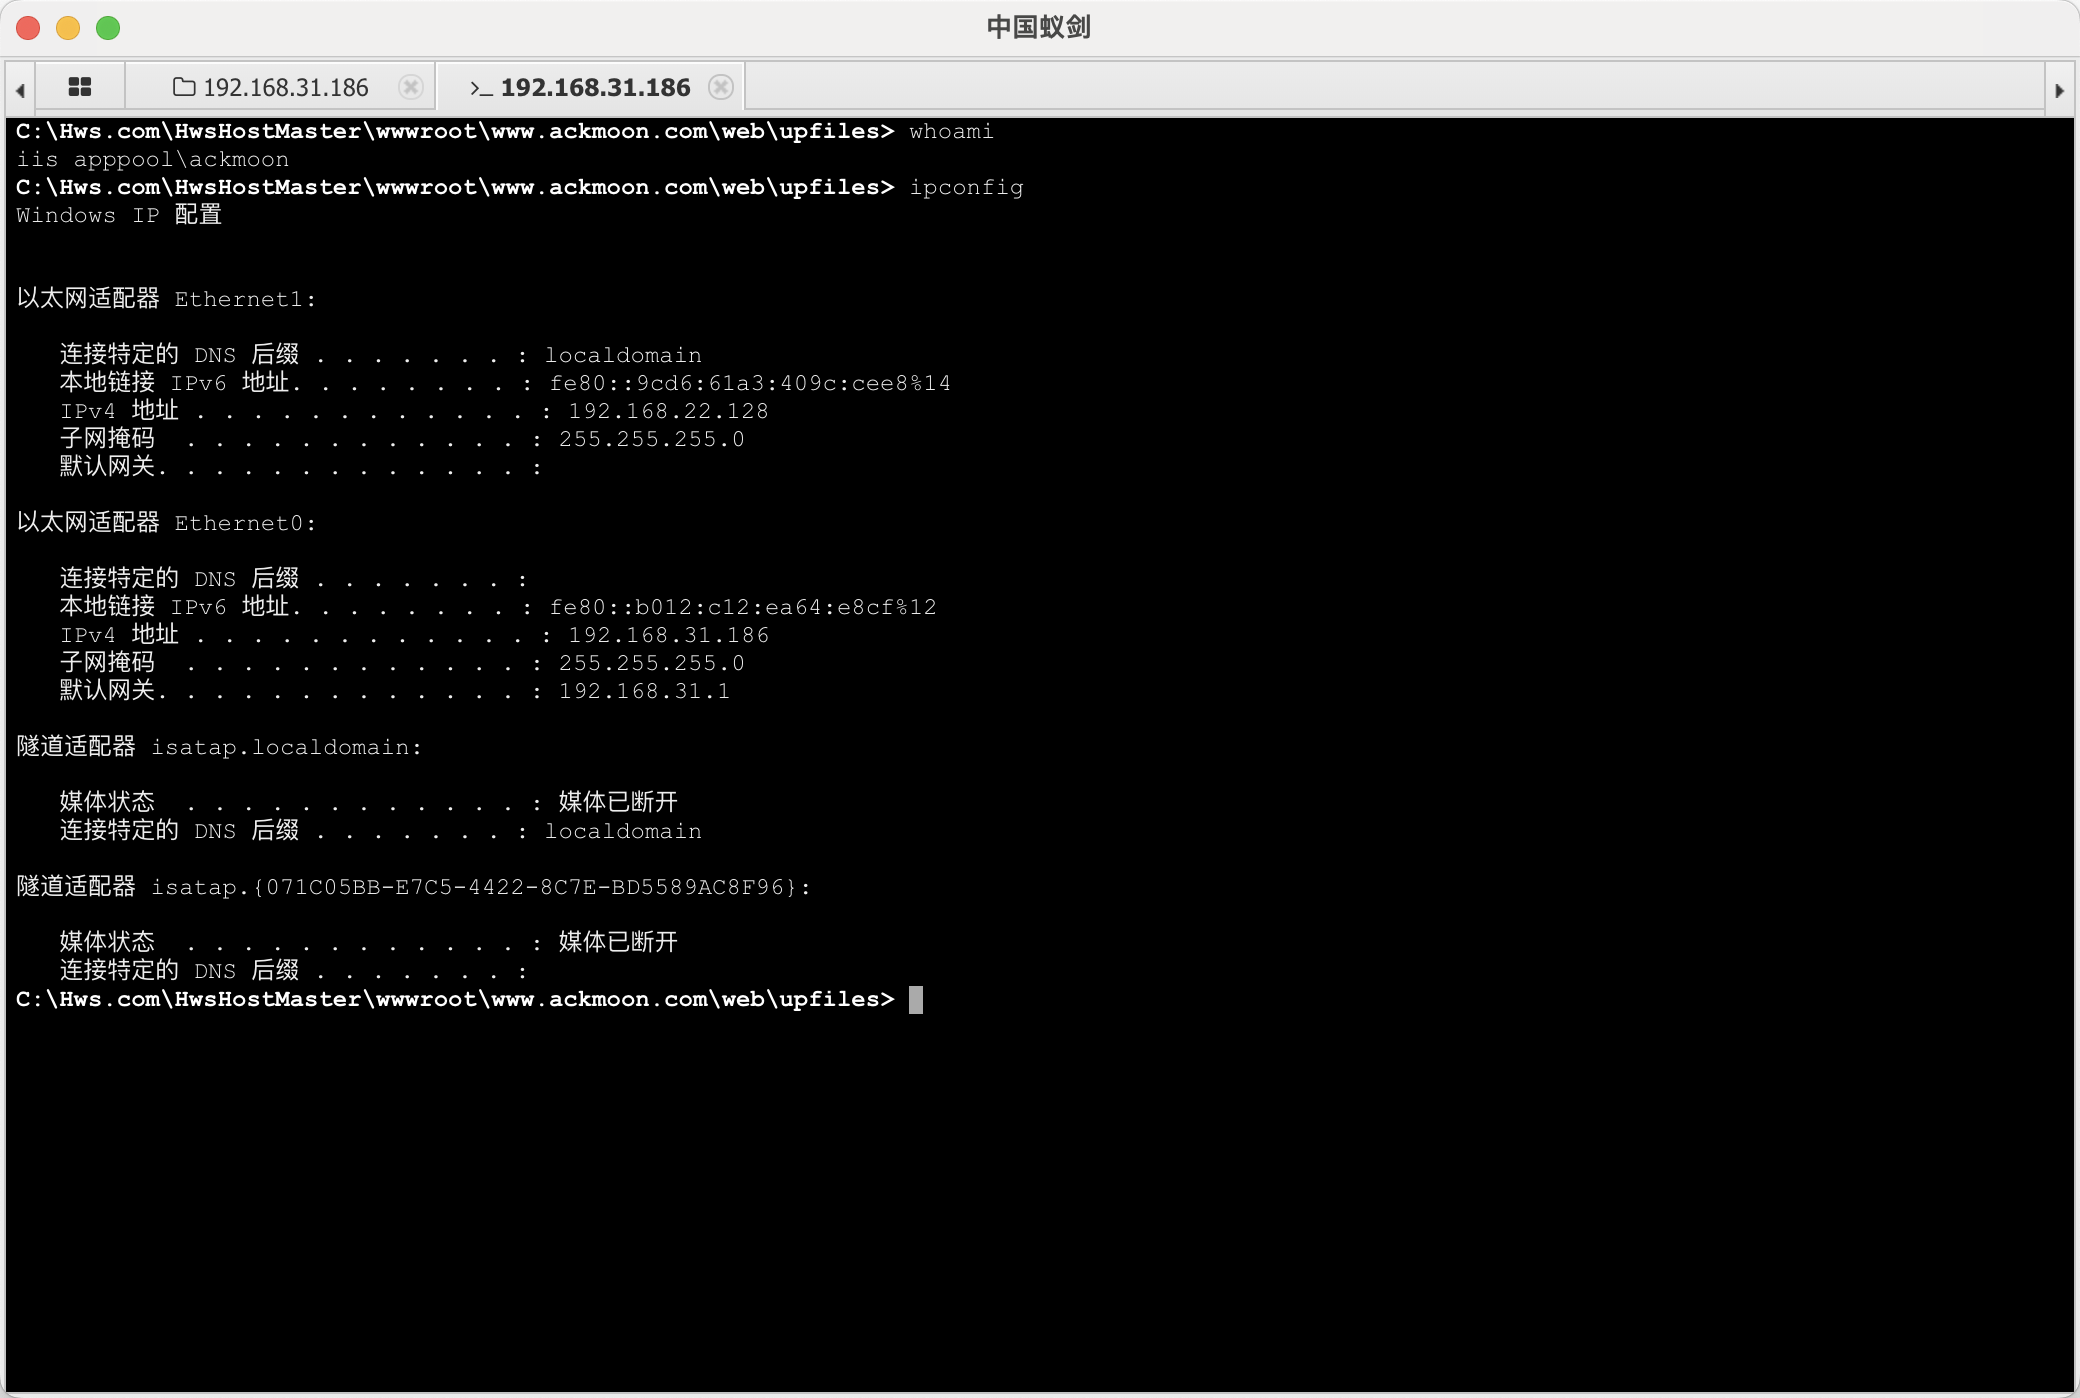 中国蚁剑
192.168.31.186
>_ 192.168.31.186
C:\Hws.com\HwsHostMaster\wwwroot\www.ackmoon.com\web\upfiles> whoami
iis apppool\ackmoon
C:\Hws.com\HwsHostMaster\wwwroot\www.ackmoon.com\web\upfiles> ipconfig
Windows IP 配置
以太网适配器 Ethernet1:
连接特定的 DNS 后缀 . . . . . . . : localdomain
本地链接 IPv6 地址. . . . . . . . : fe80::9cd6:61a3:409c:cee8%14
IPv4 地址 . . . . . . . . . . . . : 192.168.22.128
子网掩码  . . . . . . . . . . . . : 255.255.255.0
默认网关. . . . . . . . . . . . . :
以太网适配器 Ethernet0:
连接特定的 DNS 后缀 . . . . . . . :
本地链接 IPv6 地址. . . . . . . . : fe80::b012:c12:ea64:e8cf%12
IPv4 地址 . . . . . . . . . . . . : 192.168.31.186
子网掩码  . . . . . . . . . . . . : 255.255.255.0
默认网关. . . . . . . . . . . . . : 192.168.31.1
隧道适配器 isatap.localdomain:
媒体状态  . . . . . . . . . . . . : 媒体已断开
连接特定的 DNS 后缀 . . . . . . . : localdomain
隧道适配器 isatap.{071C05BB-E7C5-4422-8C7E-BD5589AC8F96}:
媒体状态  . . . . . . . . . . . . : 媒体已断开
连接特定的 DNS 后缀 . . . . . . . :
C:\Hws.com\HwsHostMaster\wwwroot\www.ackmoon.com\web\upfiles>